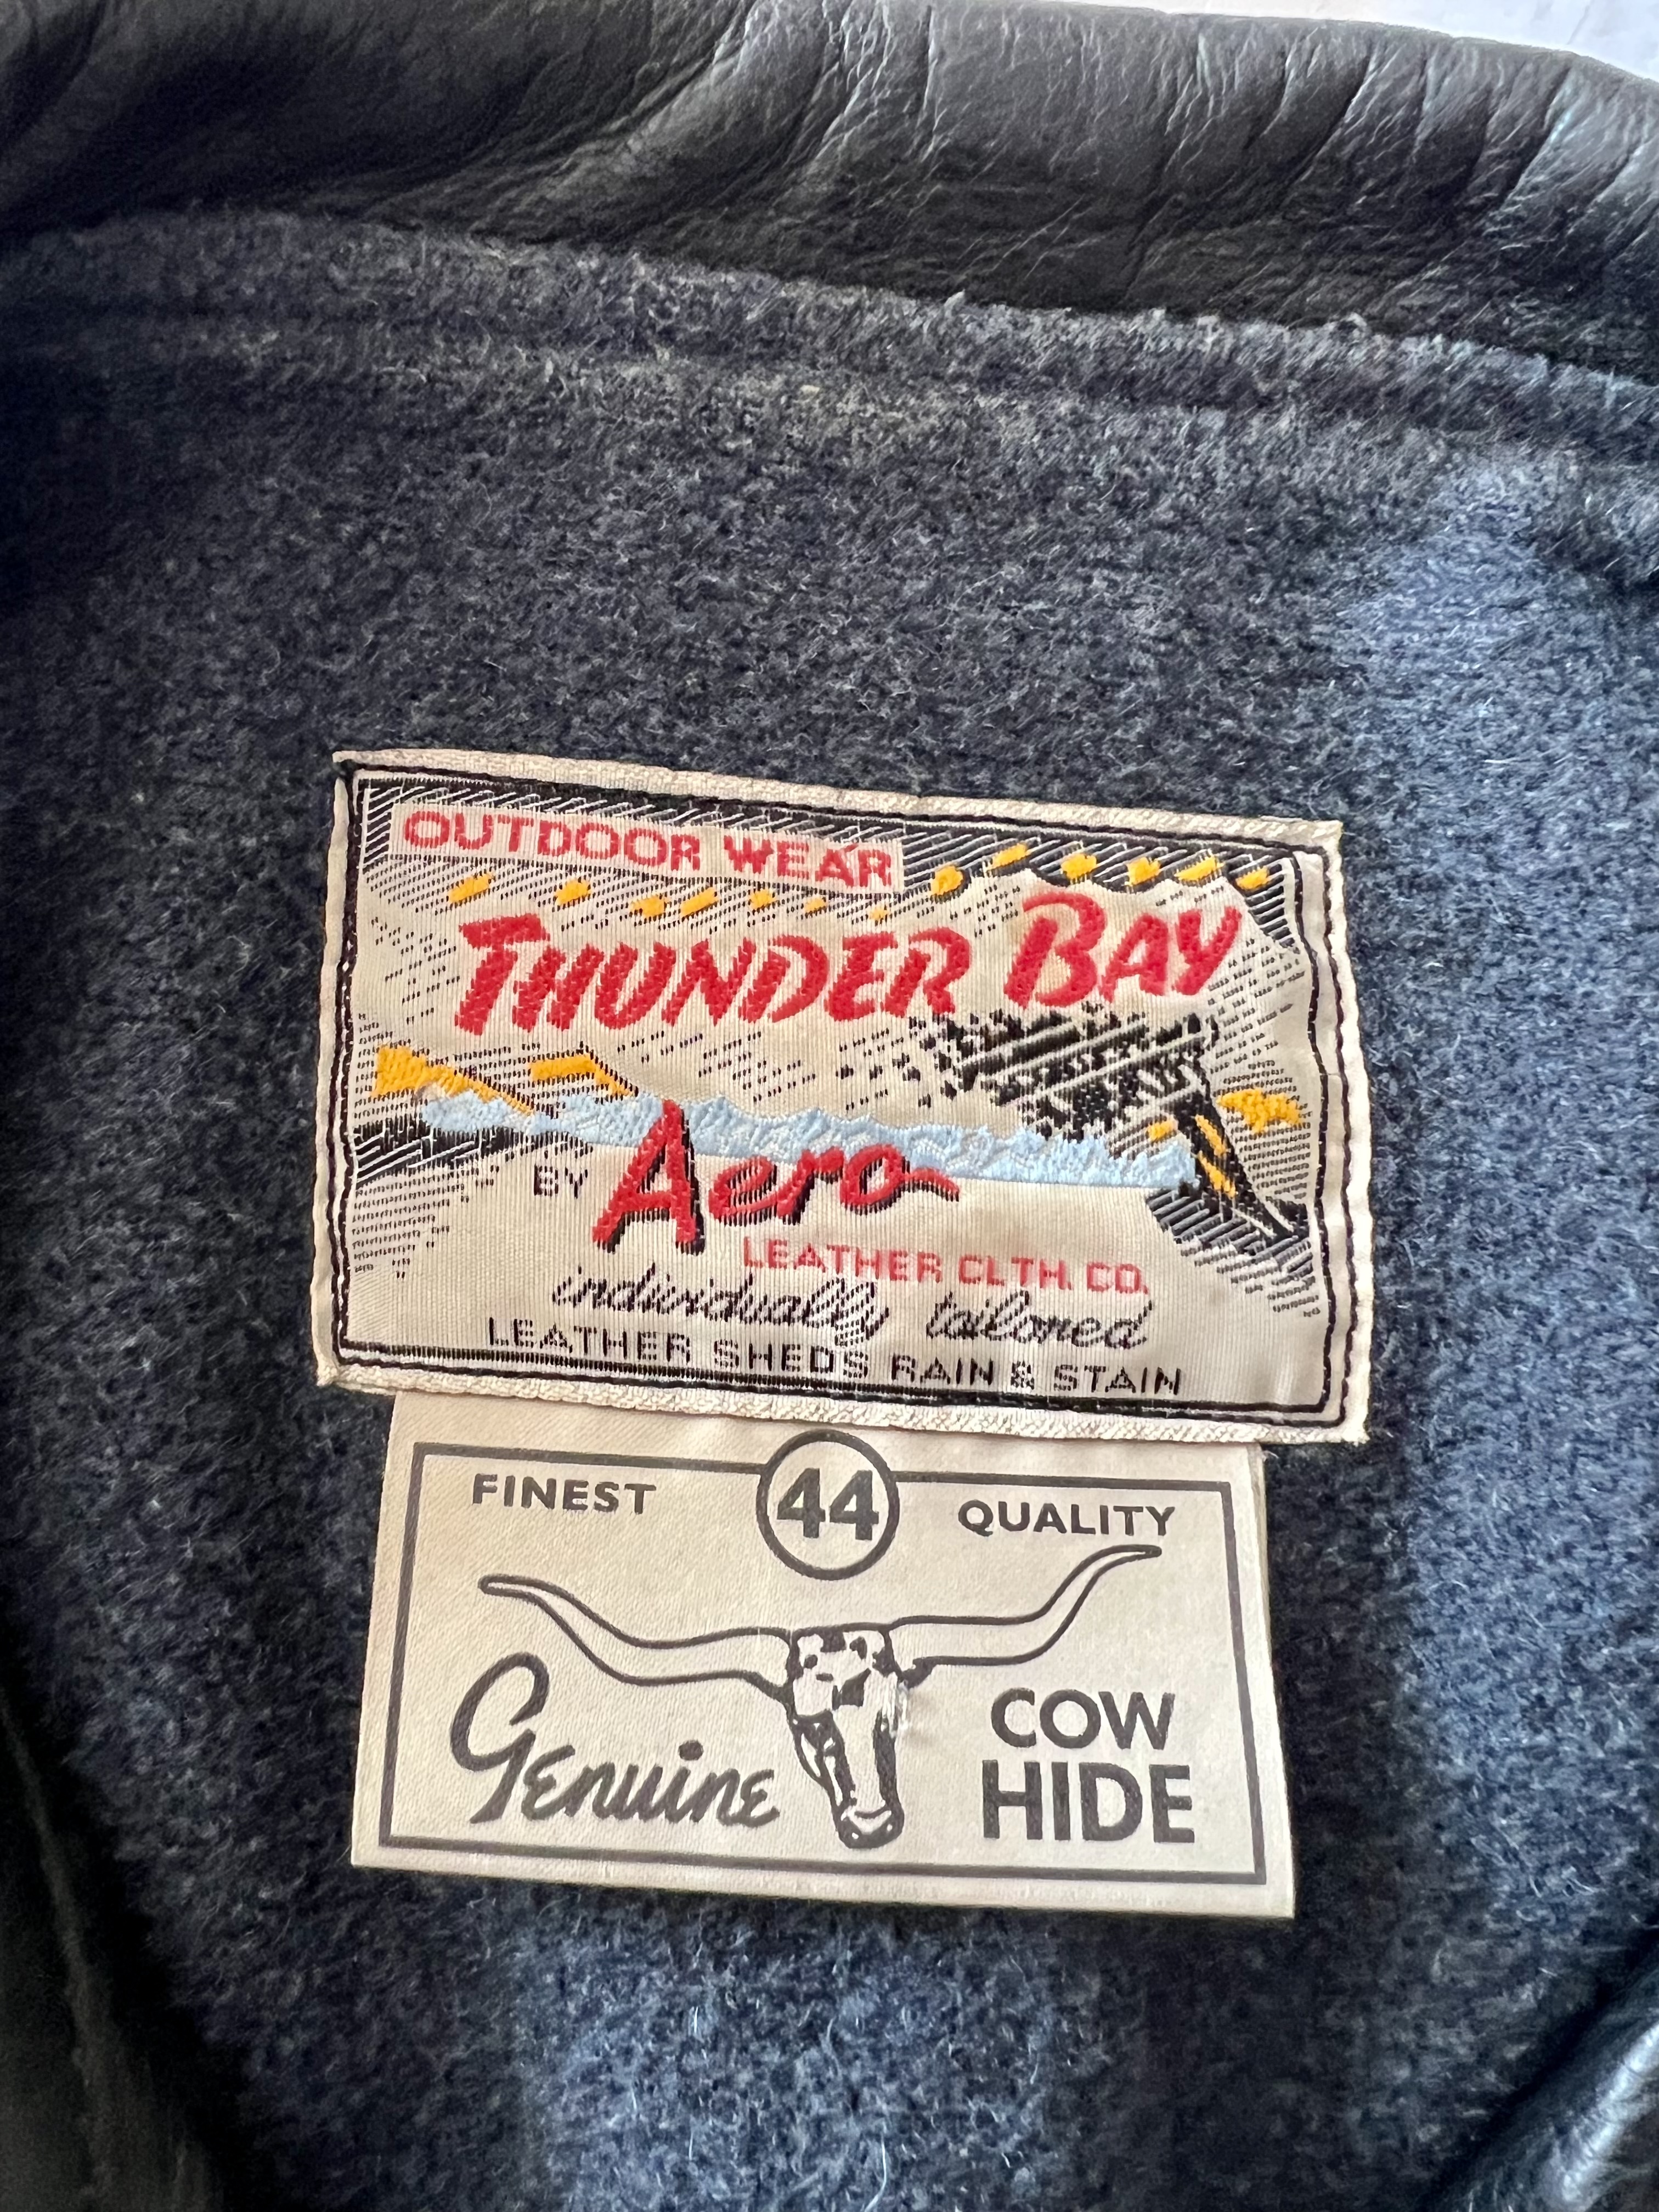 OUTDOOR WEAR
THUNDER BAY
BY Aero
LEATHER CLTH. CO.
individually tailored
LEATHER SHEDS RAIN & STAIN
FINEST 44 QUALITY
Genuine COW
HIDE